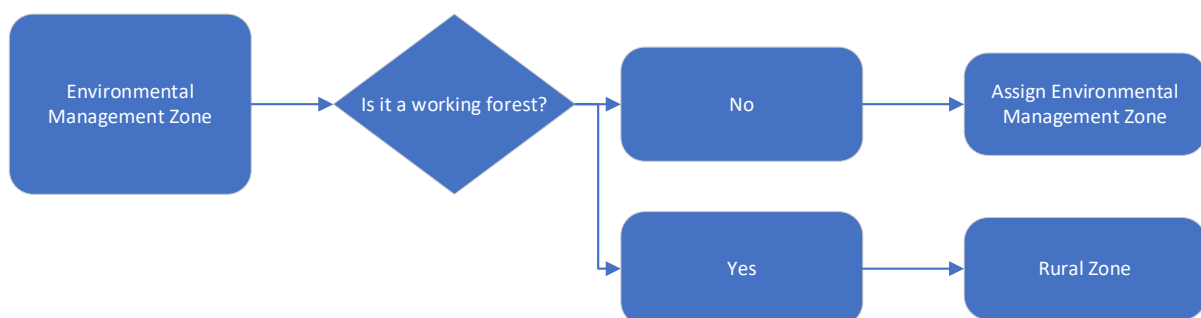 Environmental
Management Zone
Is it a working forest?
No
Assign Environmental
Management Zone
Yes
Rural Zone